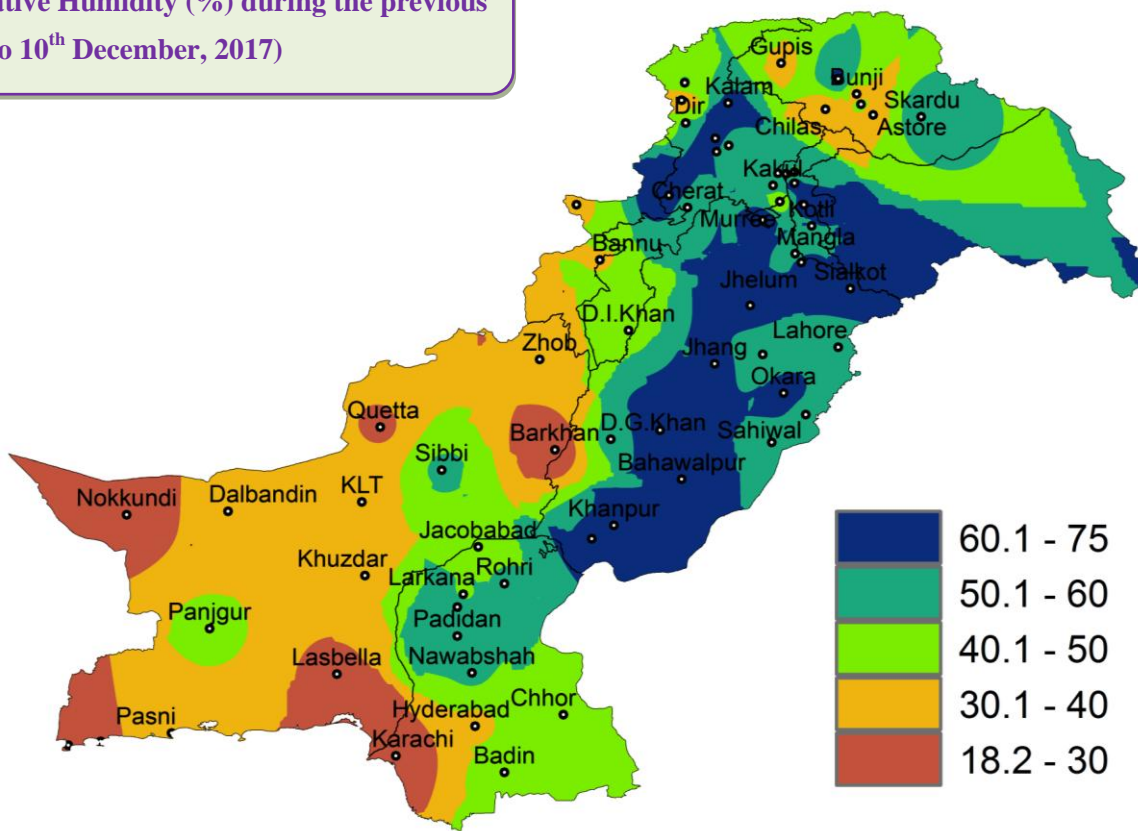 ative Humidity (%) during the previous
to 10th December, 2017)
Gupis
Bunji
Kalam
Skardu
Dir
Astore
Chilas
Kakul
Cherat
Kotli
Murree
Mangla
Bannu
Sialkot
Jhelum
D.I.Khan
Lahore
Zhob
Jhang
Okara
Quetta
D.G.Khan
Barkhan
Sahiwal
Sibbi
Bahawalpur
Nokkundi
Dalbandin
KLT
Khanpur
Jacobabad
Khuzdar
Rohri
Larkana
Panjgur
Padidan
Lasbella
Nawabshah
Chhor
Pasni
Hyderabad
Karachi
Badin
60.1 - 75
50.1 - 60
40.1 - 50
30.1 - 40
18.2 - 30